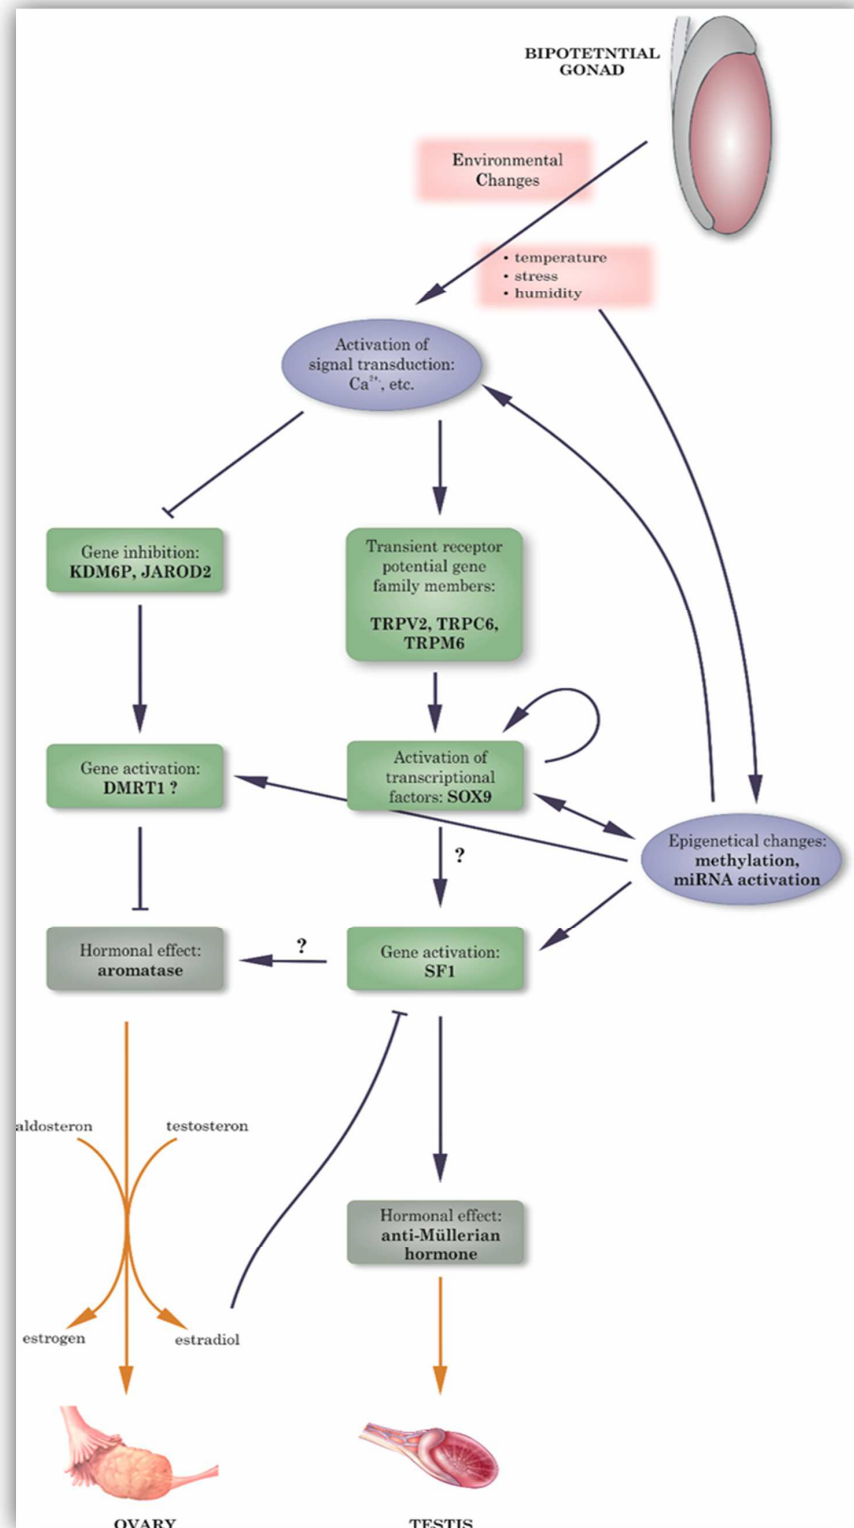 BIPOTETNTIAL
GONAD
Environmental
Changes
• temperature
• stress
• humidity
Activation of
signal transduction:
Ca²⁺, etc.
Gene inhibition:
KDM6P, JAROD2
Transient receptor
potential gene
family members:
TRPV2, TRPC6,
TRPM6
Gene activation:
DMRT1 ?
Activation of
transcriptional
factors: SOX9
Epigenetical changes:
methylation,
miRNA activation
?
Hormonal effect:
aromatase
?
Gene activation:
SF1
aldosteron
testosteron
Hormonal effect:
anti-Müllerian
hormone
estrogen
estradiol
OVARY
TESTIS